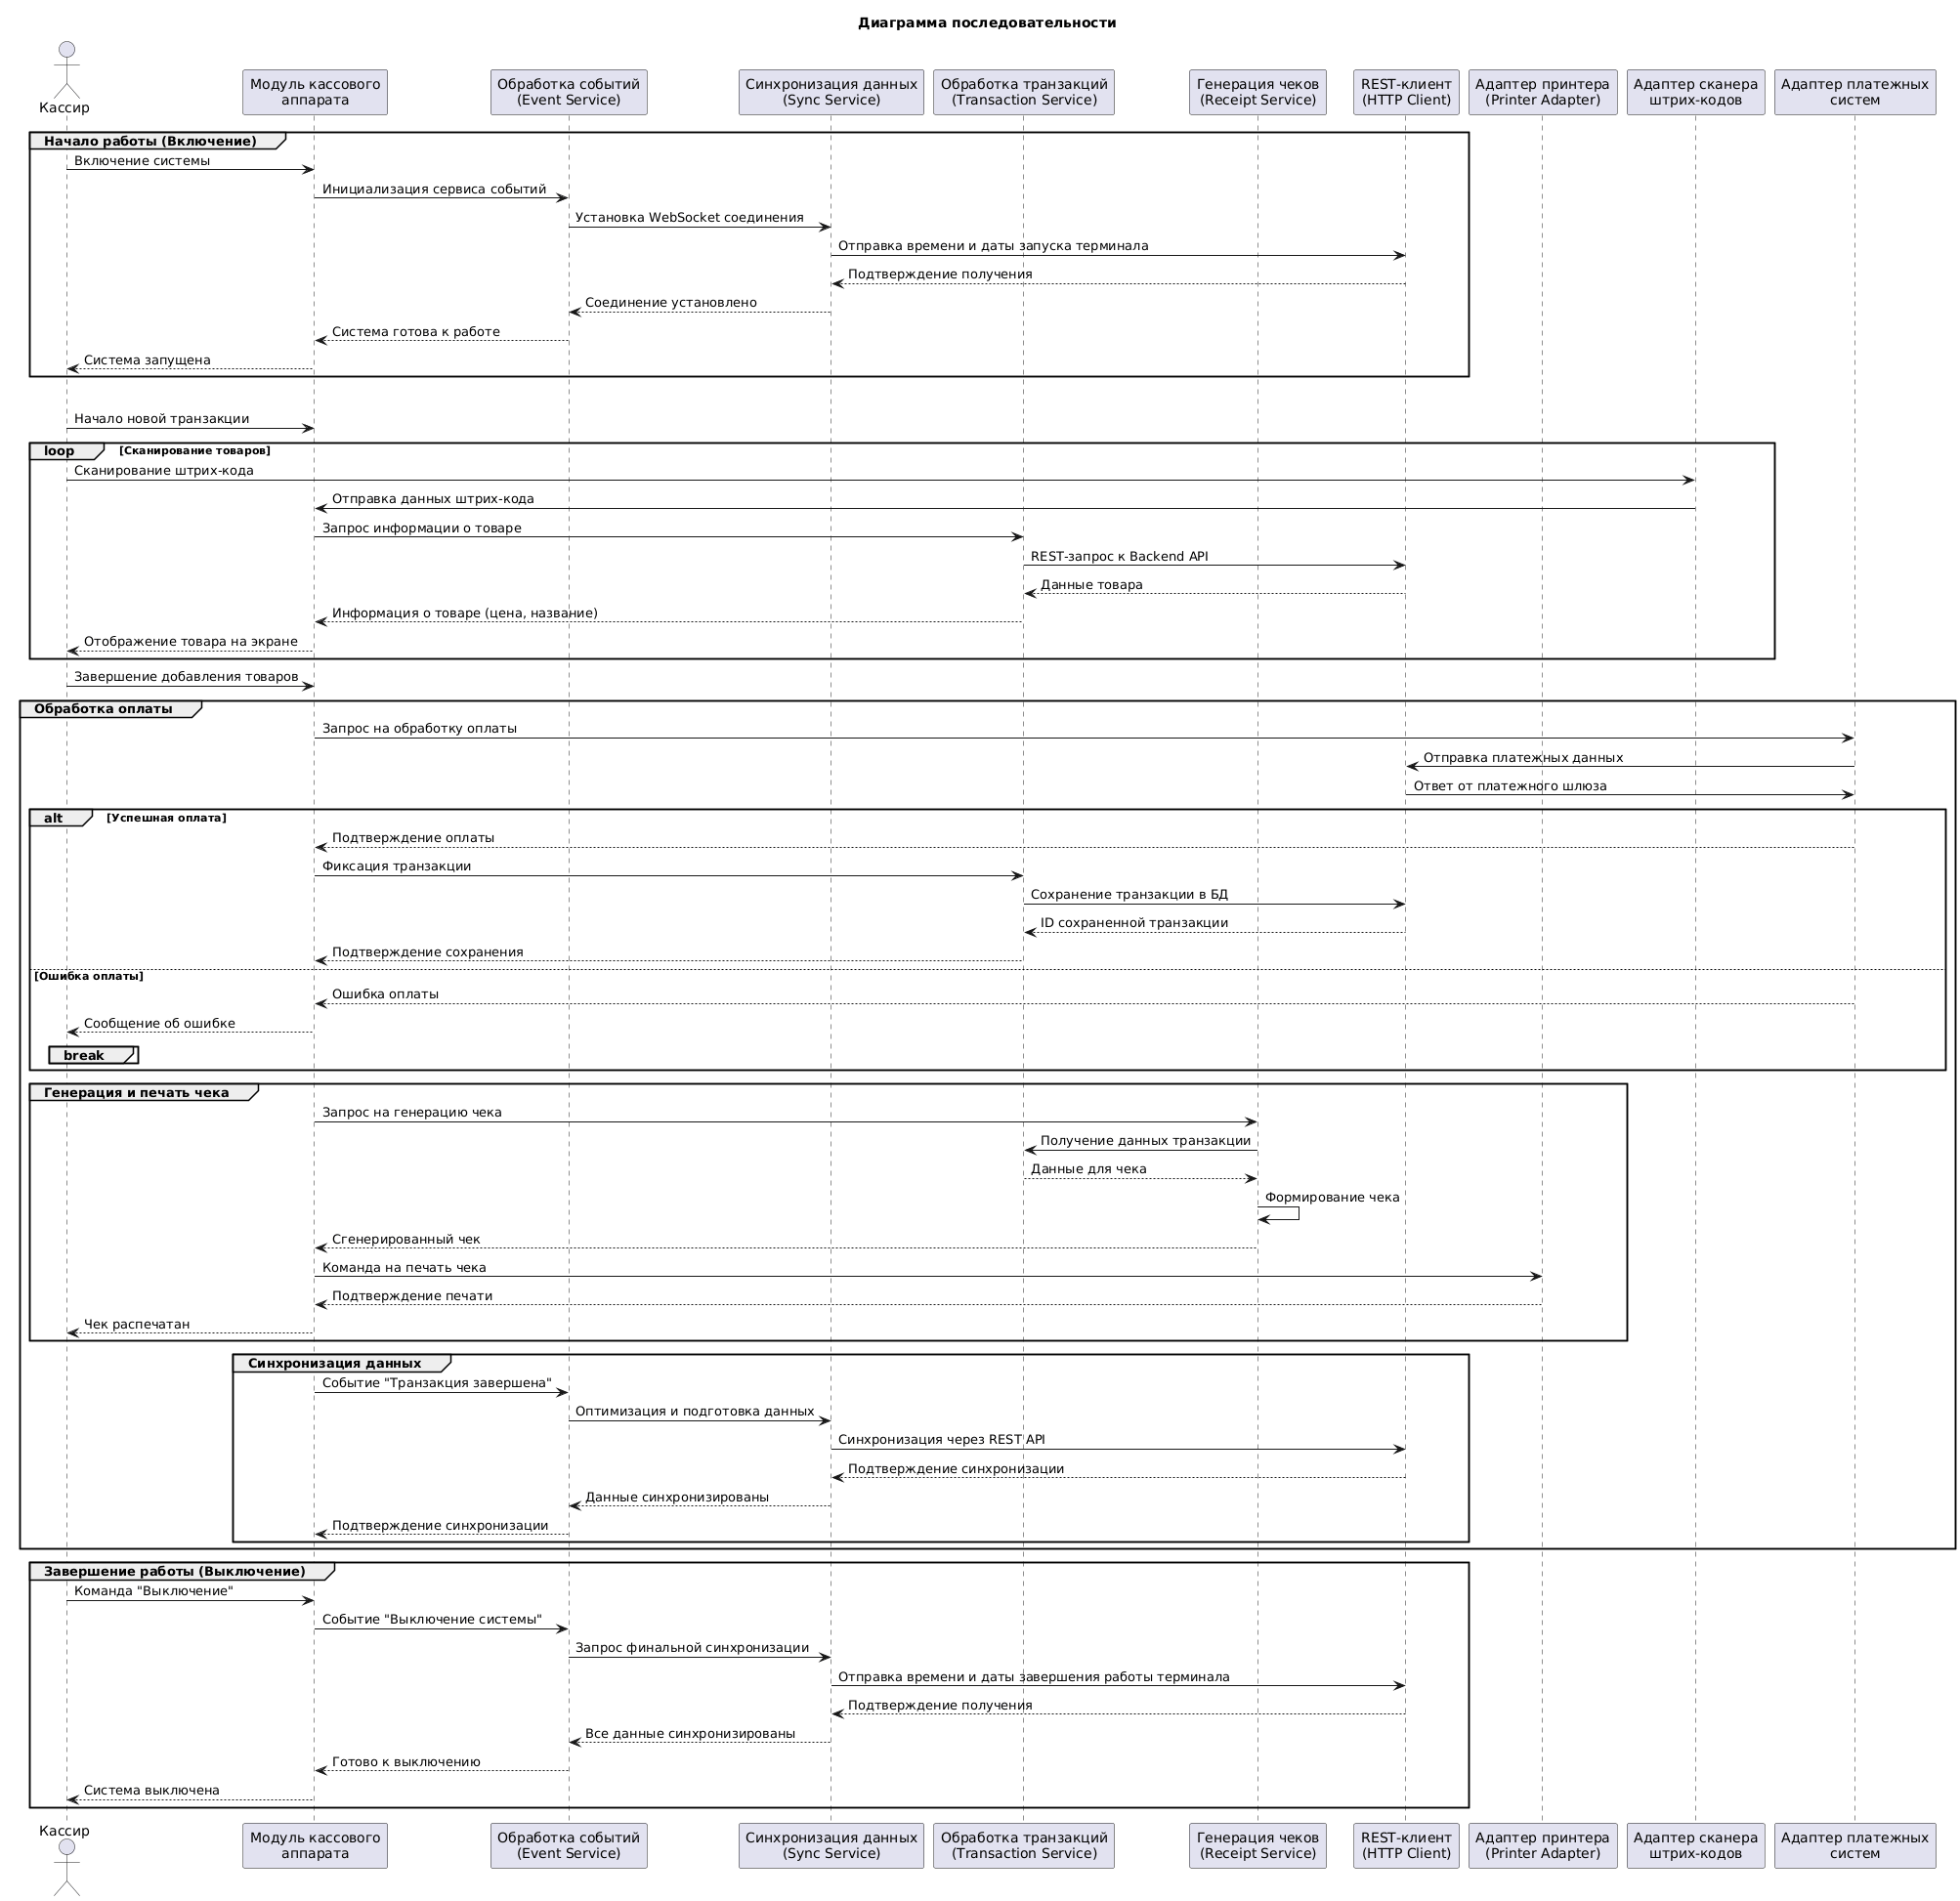 Диаграмма последовательности
Кассир
Модуль кассового
аппарата
Обработка событий
(Event Service)
Синхронизация данных
(Sync Service)
Обработка транзакций
(Transaction Service)
Генерация чеков
(Receipt Service)
REST-клиент
(HTTP Client)
Адаптер принтера
(Printer Adapter)
Адаптер сканера
штрих-кодов
Адаптер платежных
систем
Начало работы (Включение)
Включение системы
Инициализация сервиса событий
Установка WebSocket соединения
Отправка времени и даты запуска терминала
Подтверждение получения
Соединение установлено
Система готова к работе
Система запущена
Начало новой транзакции
loop [Сканирование товаров]
Сканирование штрих-кода
Отправка данных штрих-кода
Запрос информации о товаре
REST-запрос к Backend API
Данные товара
Информация о товаре (цена, название)
Отображение товара на экране
Завершение добавления товаров
Обработка оплаты
Запрос на обработку оплаты
Отправка платежных данных
Ответ от платежного шлюза
alt [Успешная оплата]
Подтверждение оплаты
Фиксация транзакции
Сохранение транзакции в БД
ID сохраненной транзакции
Подтверждение сохранения
[Ошибка оплаты]
Ошибка оплаты
Сообщение об ошибке
break
Генерация и печать чека
Запрос на генерацию чека
Получение данных транзакции
Данные для чека
Формирование чека
Сгенерированный чек
Команда на печать чека
Подтверждение печати
Чек распечатан
Синхронизация данных
Событие "Транзакция завершена"
Оптимизация и подготовка данных
Синхронизация через REST API
Подтверждение синхронизации
Данные синхронизированы
Подтверждение синхронизации
Завершение работы (Выключение)
Команда "Выключение"
Событие "Выключение системы"
Запрос финальной синхронизации
Отправка времени и даты завершения работы терминала
Подтверждение получения
Все данные синхронизированы
Готово к выключению
Система выключена
Кассир
Модуль кассового
аппарата
Обработка событий
(Event Service)
Синхронизация данных
(Sync Service)
Обработка транзакций
(Transaction Service)
Генерация чеков
(Receipt Service)
REST-клиент
(HTTP Client)
Адаптер принтера
(Printer Adapter)
Адаптер сканера
штрих-кодов
Адаптер платежных
систем